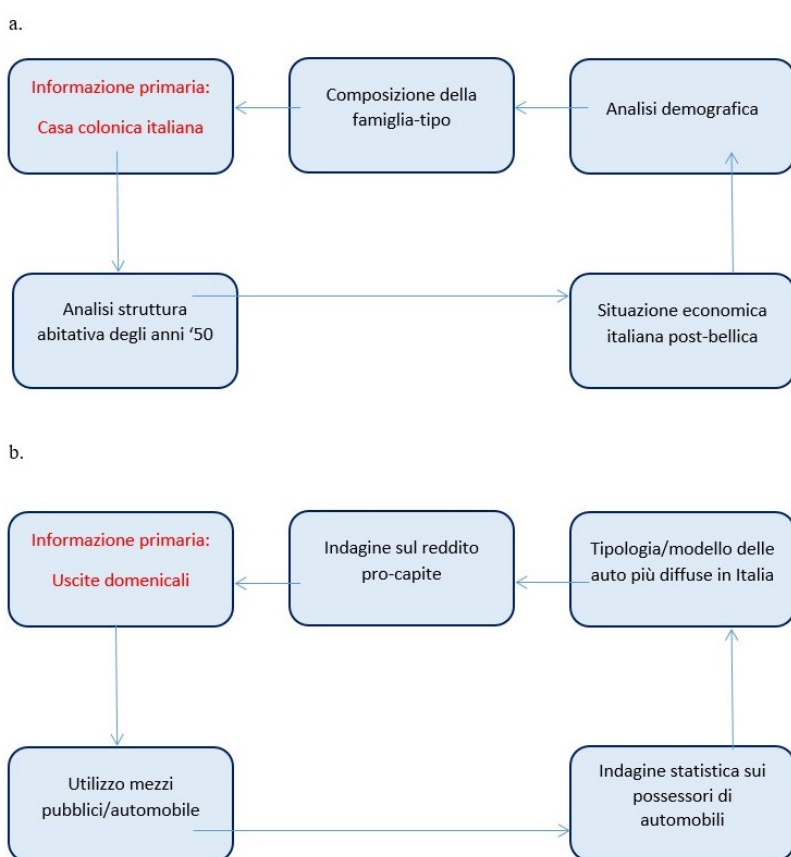 a.
Informazione primaria:
Casa colonica italiana
Composizione della
famiglia-tipo
Analisi demografica
Analisi struttura
abitativa degli anni ‘50
Situazione economica
italiana post-bellica
b.
Informazione primaria:
Uscite domenicali
Indagine sul reddito
pro-capite
Tipologia/modello delle
auto più diffuse in Italia
Utilizzo mezzi
pubblici/automobile
Indagine statistica sui
possessori di
automobili